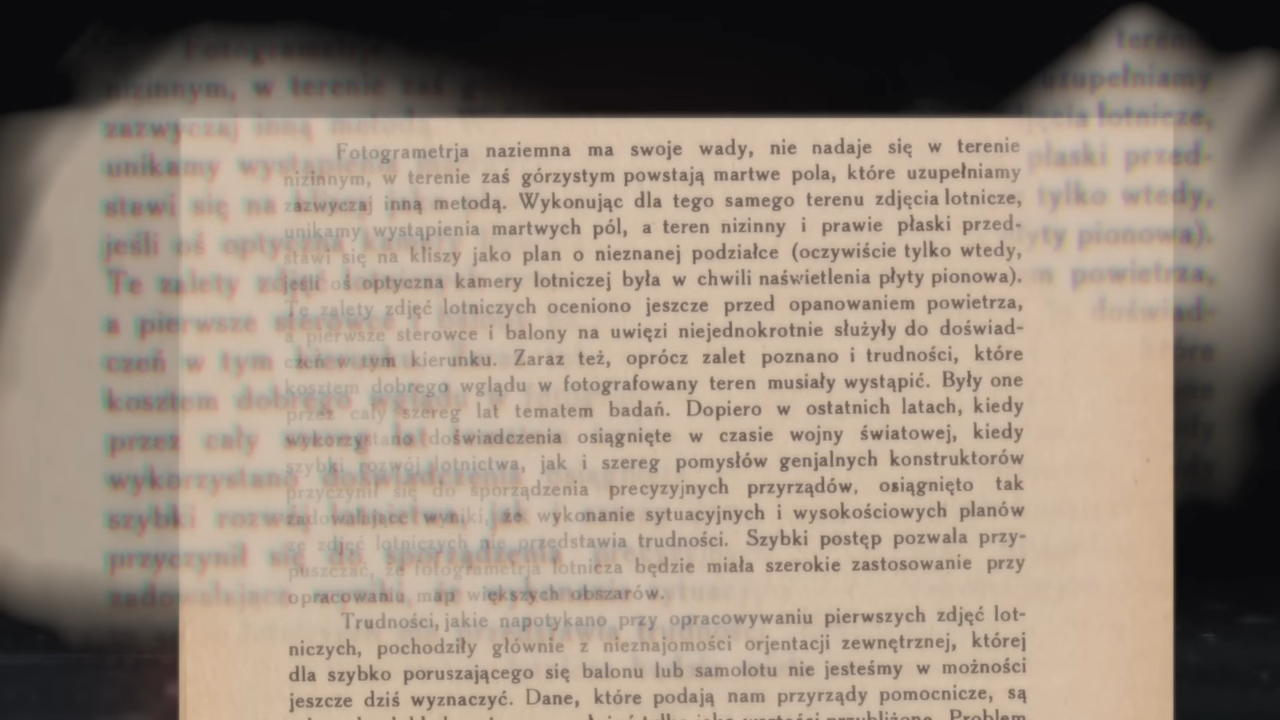 Fotogrametrja naziemna ma swoje wady, nie nadaje się w terenie
nizinnym, w terenie zaś górzystym powstają martwe pola, które uzupełniamy
zazwyczaj inną metodą. Wykonując dla tego samego terenu zdjęcia lotnicze,
unikamy wystąpienia martwych pól, a teren nizinny i prawie płaski przed-
stawi się na kliszy jako plan o nieznanej podziałce (oczywiście tylko wtedy,
jeśli oś optyczna kamery lotniczej była w chwili naświetlenia płyty pionowa).
Te zalety zdjęć lotniczych oceniono jeszcze przed opanowaniem powietrza,
a pierwsze sterowce i balony na uwięzi niejednokrotnie służyły do doświad-
czeń w tym kierunku. Zaraz też, oprócz zalet poznano i trudności, które
kosztem dobrego wglądu w fotografowany teren musiały wystąpić. Były one
przez cały szereg lat tematem badań. Dopiero w ostatnich latach, kiedy
wykorzystano doświadczenia osiągnięte w czasie wojny światowej, kiedy
szybki rozwój lotnictwa, jak i szereg pomysłów genjalnych konstruktorów
przyczynił się do sporządzenia precyzyjnych przyrządów, osiągnięto tak
zadowalające wyniki, że wykonanie sytuacyjnych i wysokościowych planów
ze zdjęć lotniczych nie przedstawia trudności. Szybki postęp pozwala przy-
puszczać, że fotogrametrja lotnicza będzie miała szerokie zastosowanie przy
opracowaniu map większych obszarów.
Trudności, jakie napotykano przy opracowywaniu pierwszych zdjęć lot-
niczych, pochodziły głównie z nieznajomości orjentacji zewnętrznej, której
dla szybko poruszającego się balonu lub samolotu nie jesteśmy w możności
jeszcze dziś wyznaczyć. Dane, które podają nam przyrządy pomocnicze, są
przybliżone. Problem